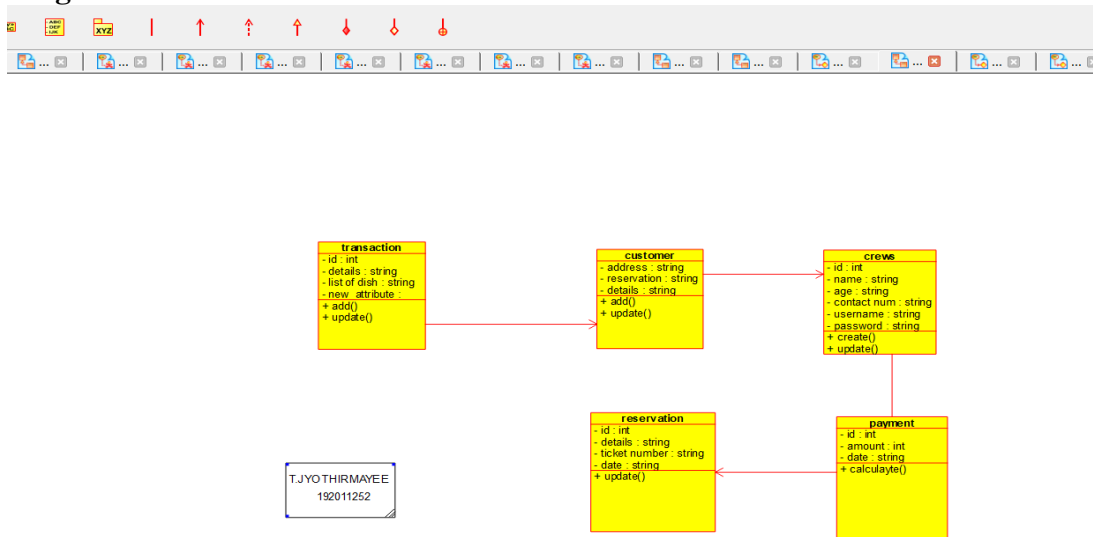 ABC
DEF
IJK
XYZ
... ... ... ... ... ... ... ... ... ... ... ... ... ...
transaction
- id : int
- details : string
- list of dish : string
- new_attribute :
+ add()
+ update()
customer
- address : string
- reservation : string
- details : string
+ add()
+ update()
crews
- id : int
- name : string
- age : string
- contact num : string
- username : string
- password : string
+ create()
+ update()
reservation
- id : int
- details : string
- ticket number : string
- date : string
+ update()
payment
- id : int
- amount : int
- date : string
+ calculayte()
T.JYOTHIRMAYEE
192011252